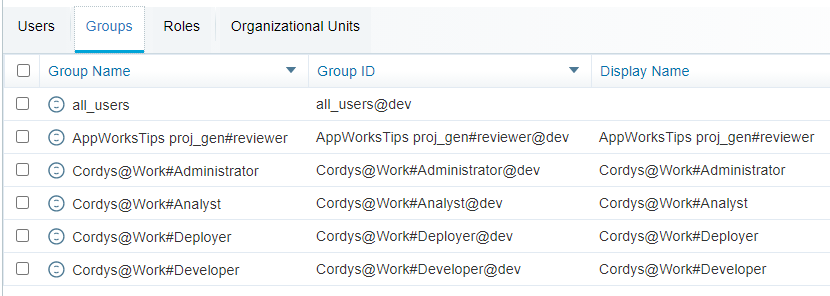 Users Groups Roles Organizational Units
Group Name Group ID Display Name
all_users all_users@dev
AppWorksTips proj_gen#reviewer AppWorksTips proj_gen#reviewer@dev AppWorksTips proj_gen#reviewer
Cordys@Work#Administrator Cordys@Work#Administrator@dev Cordys@Work#Administrator
Cordys@Work#Analyst Cordys@Work#Analyst@dev Cordys@Work#Analyst
Cordys@Work#Deployer Cordys@Work#Deployer@dev Cordys@Work#Deployer
Cordys@Work#Developer Cordys@Work#Developer@dev Cordys@Work#Developer